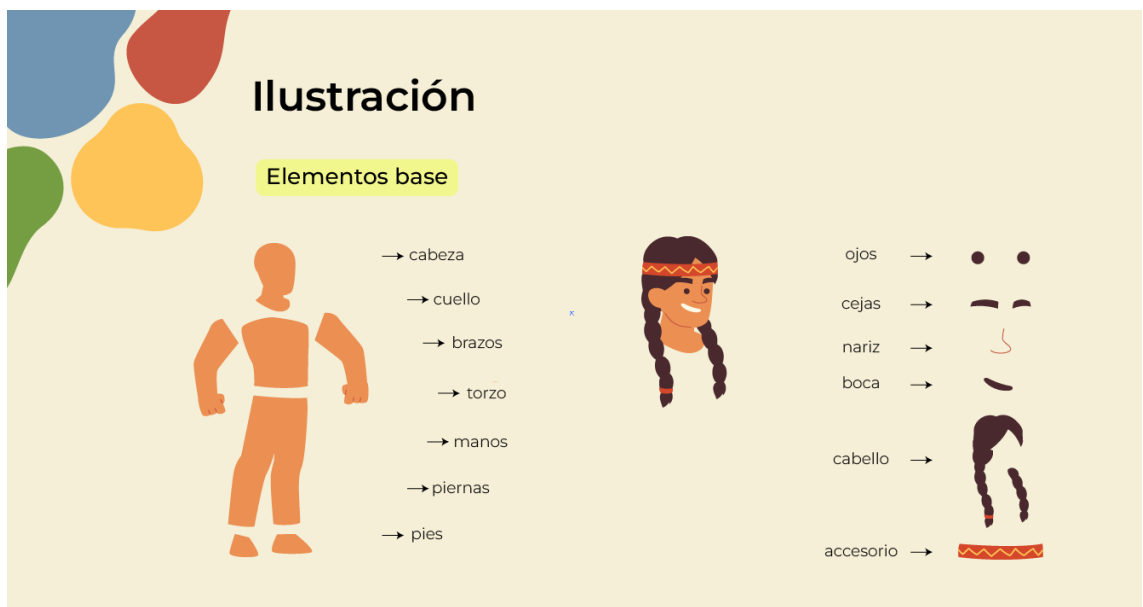 Ilustración
Elementos base
cabeza
cuello
brazos
torzo
manos
piernas
pies
ojos
cejas
nariz
boca
cabello
accesorio